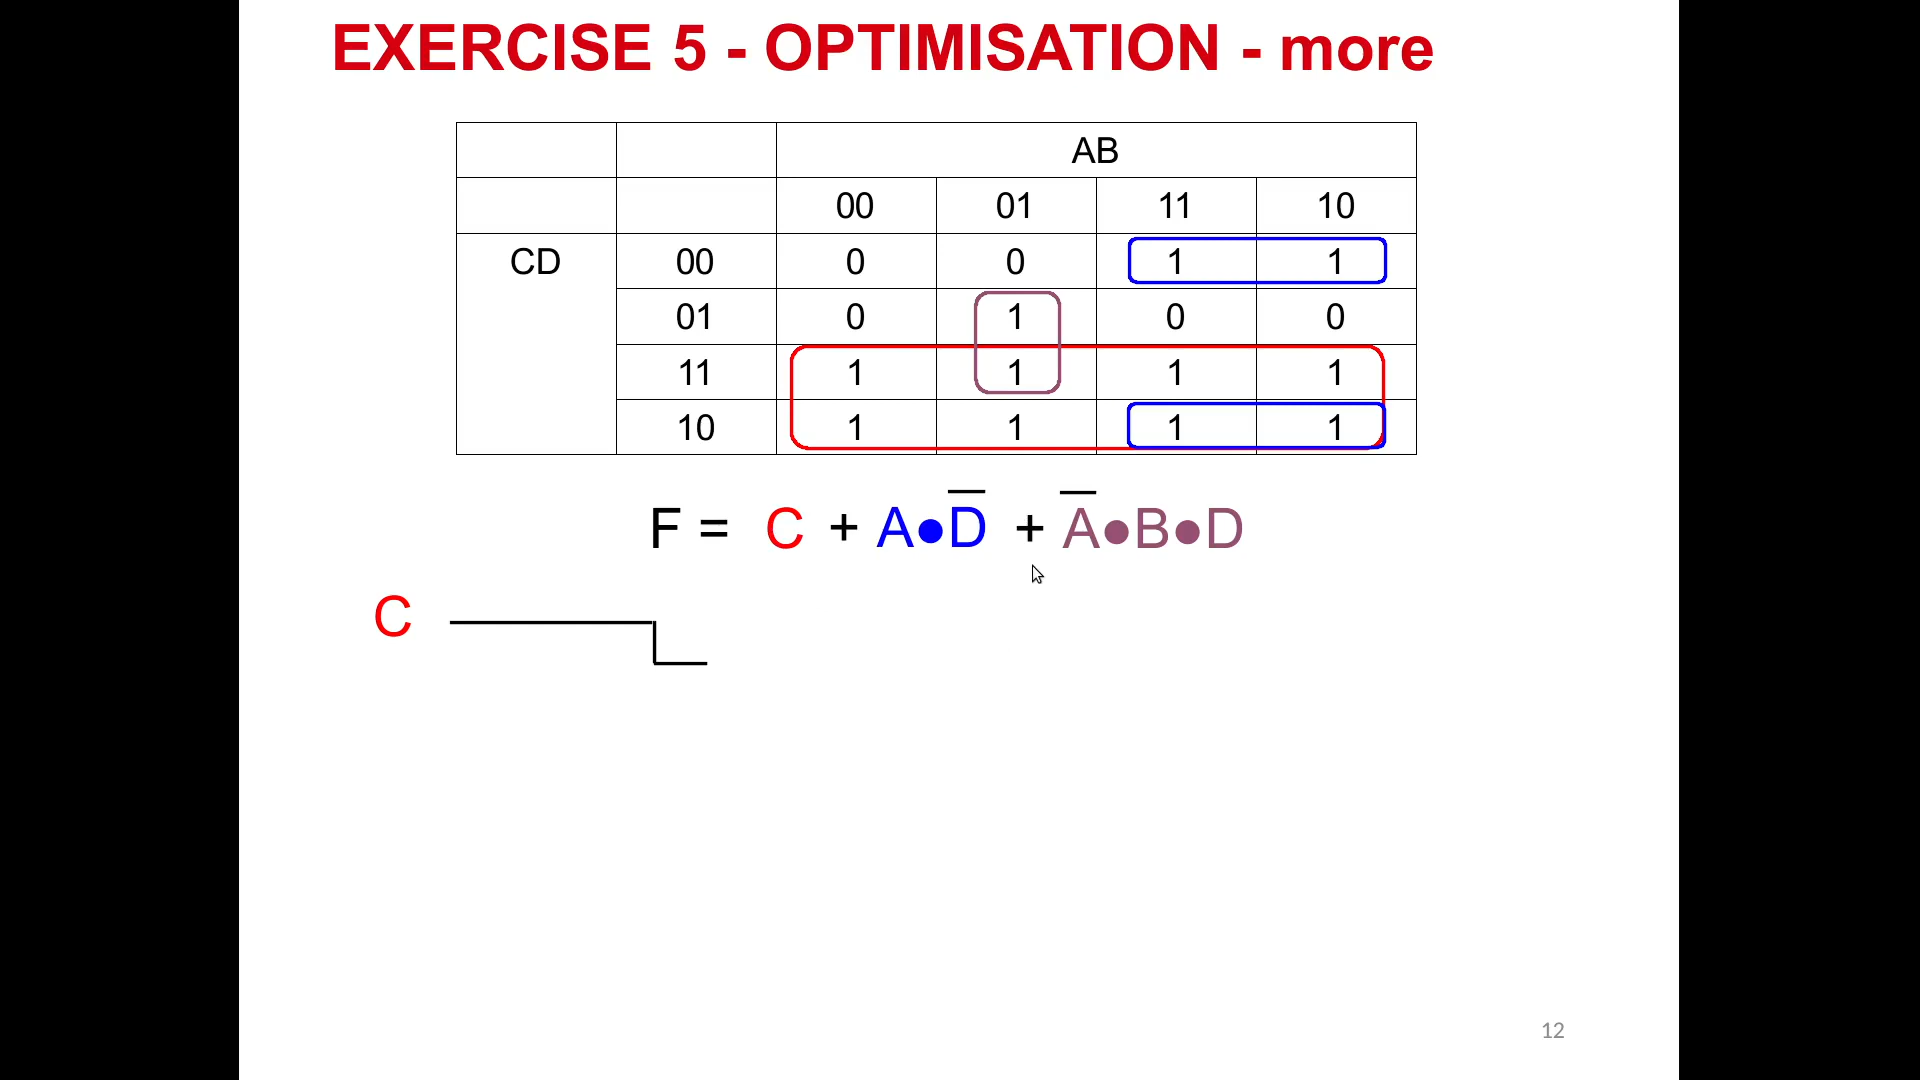 EXERCISE 5 - OPTIMISATION - more
AB
00 01 11 10
CD 00 0 0 1 1
01 0 1 0 0
11 1 1 1 1
10 1 1 1 1
F = C + A●D̅ + A̅●B●D
C
12